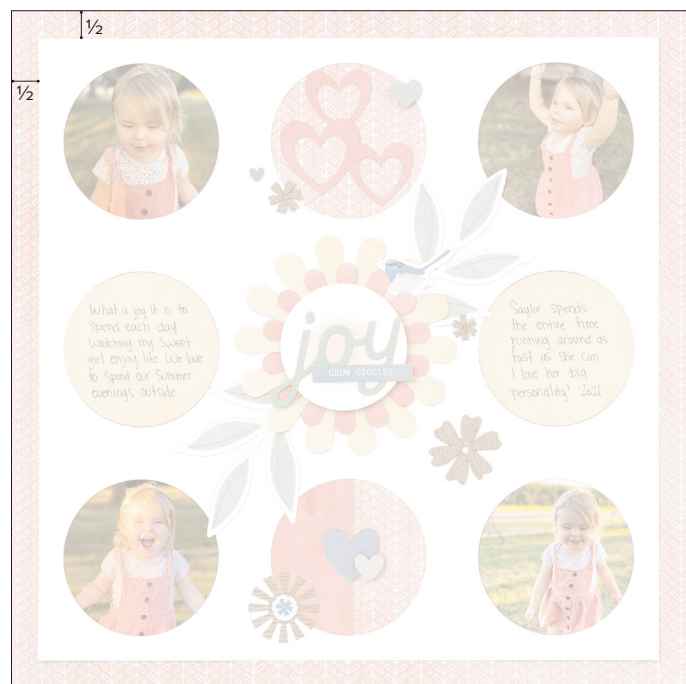 ½
½
What a joy it is to
spend each day
watching my sweet
girl enjoy life. We love
to spend our summer
evenings outside.
joy
GROW GIGGLES
Saylor spends
the entire time
running around as
fast as she can
I love her big
personality! -2021